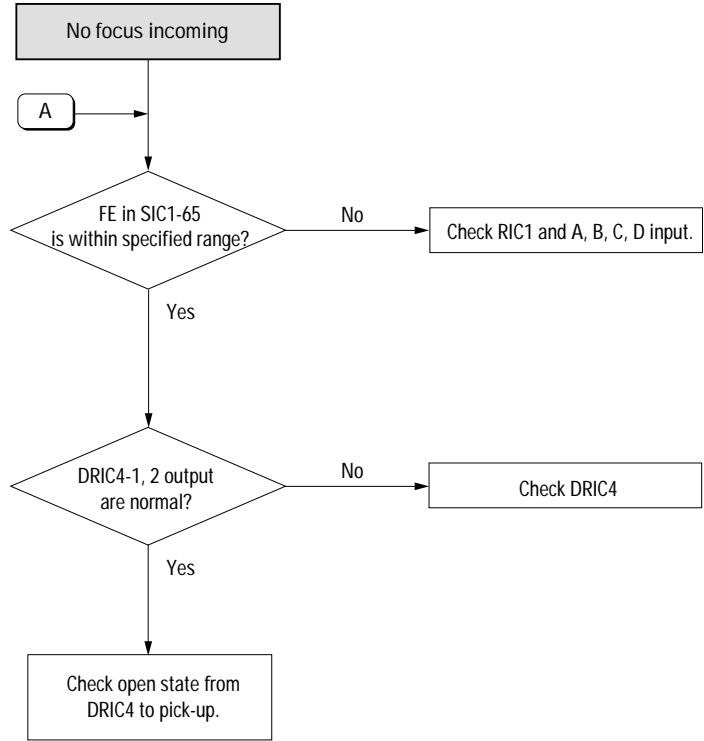 No focus incoming
A
FE in SIC1-65
is within specified range?
No
Check RIC1 and A, B, C, D input.
Yes
DRIC4-1, 2 output
are normal?
No
Check DRIC4
Yes
Check open state from
DRIC4 to pick-up.